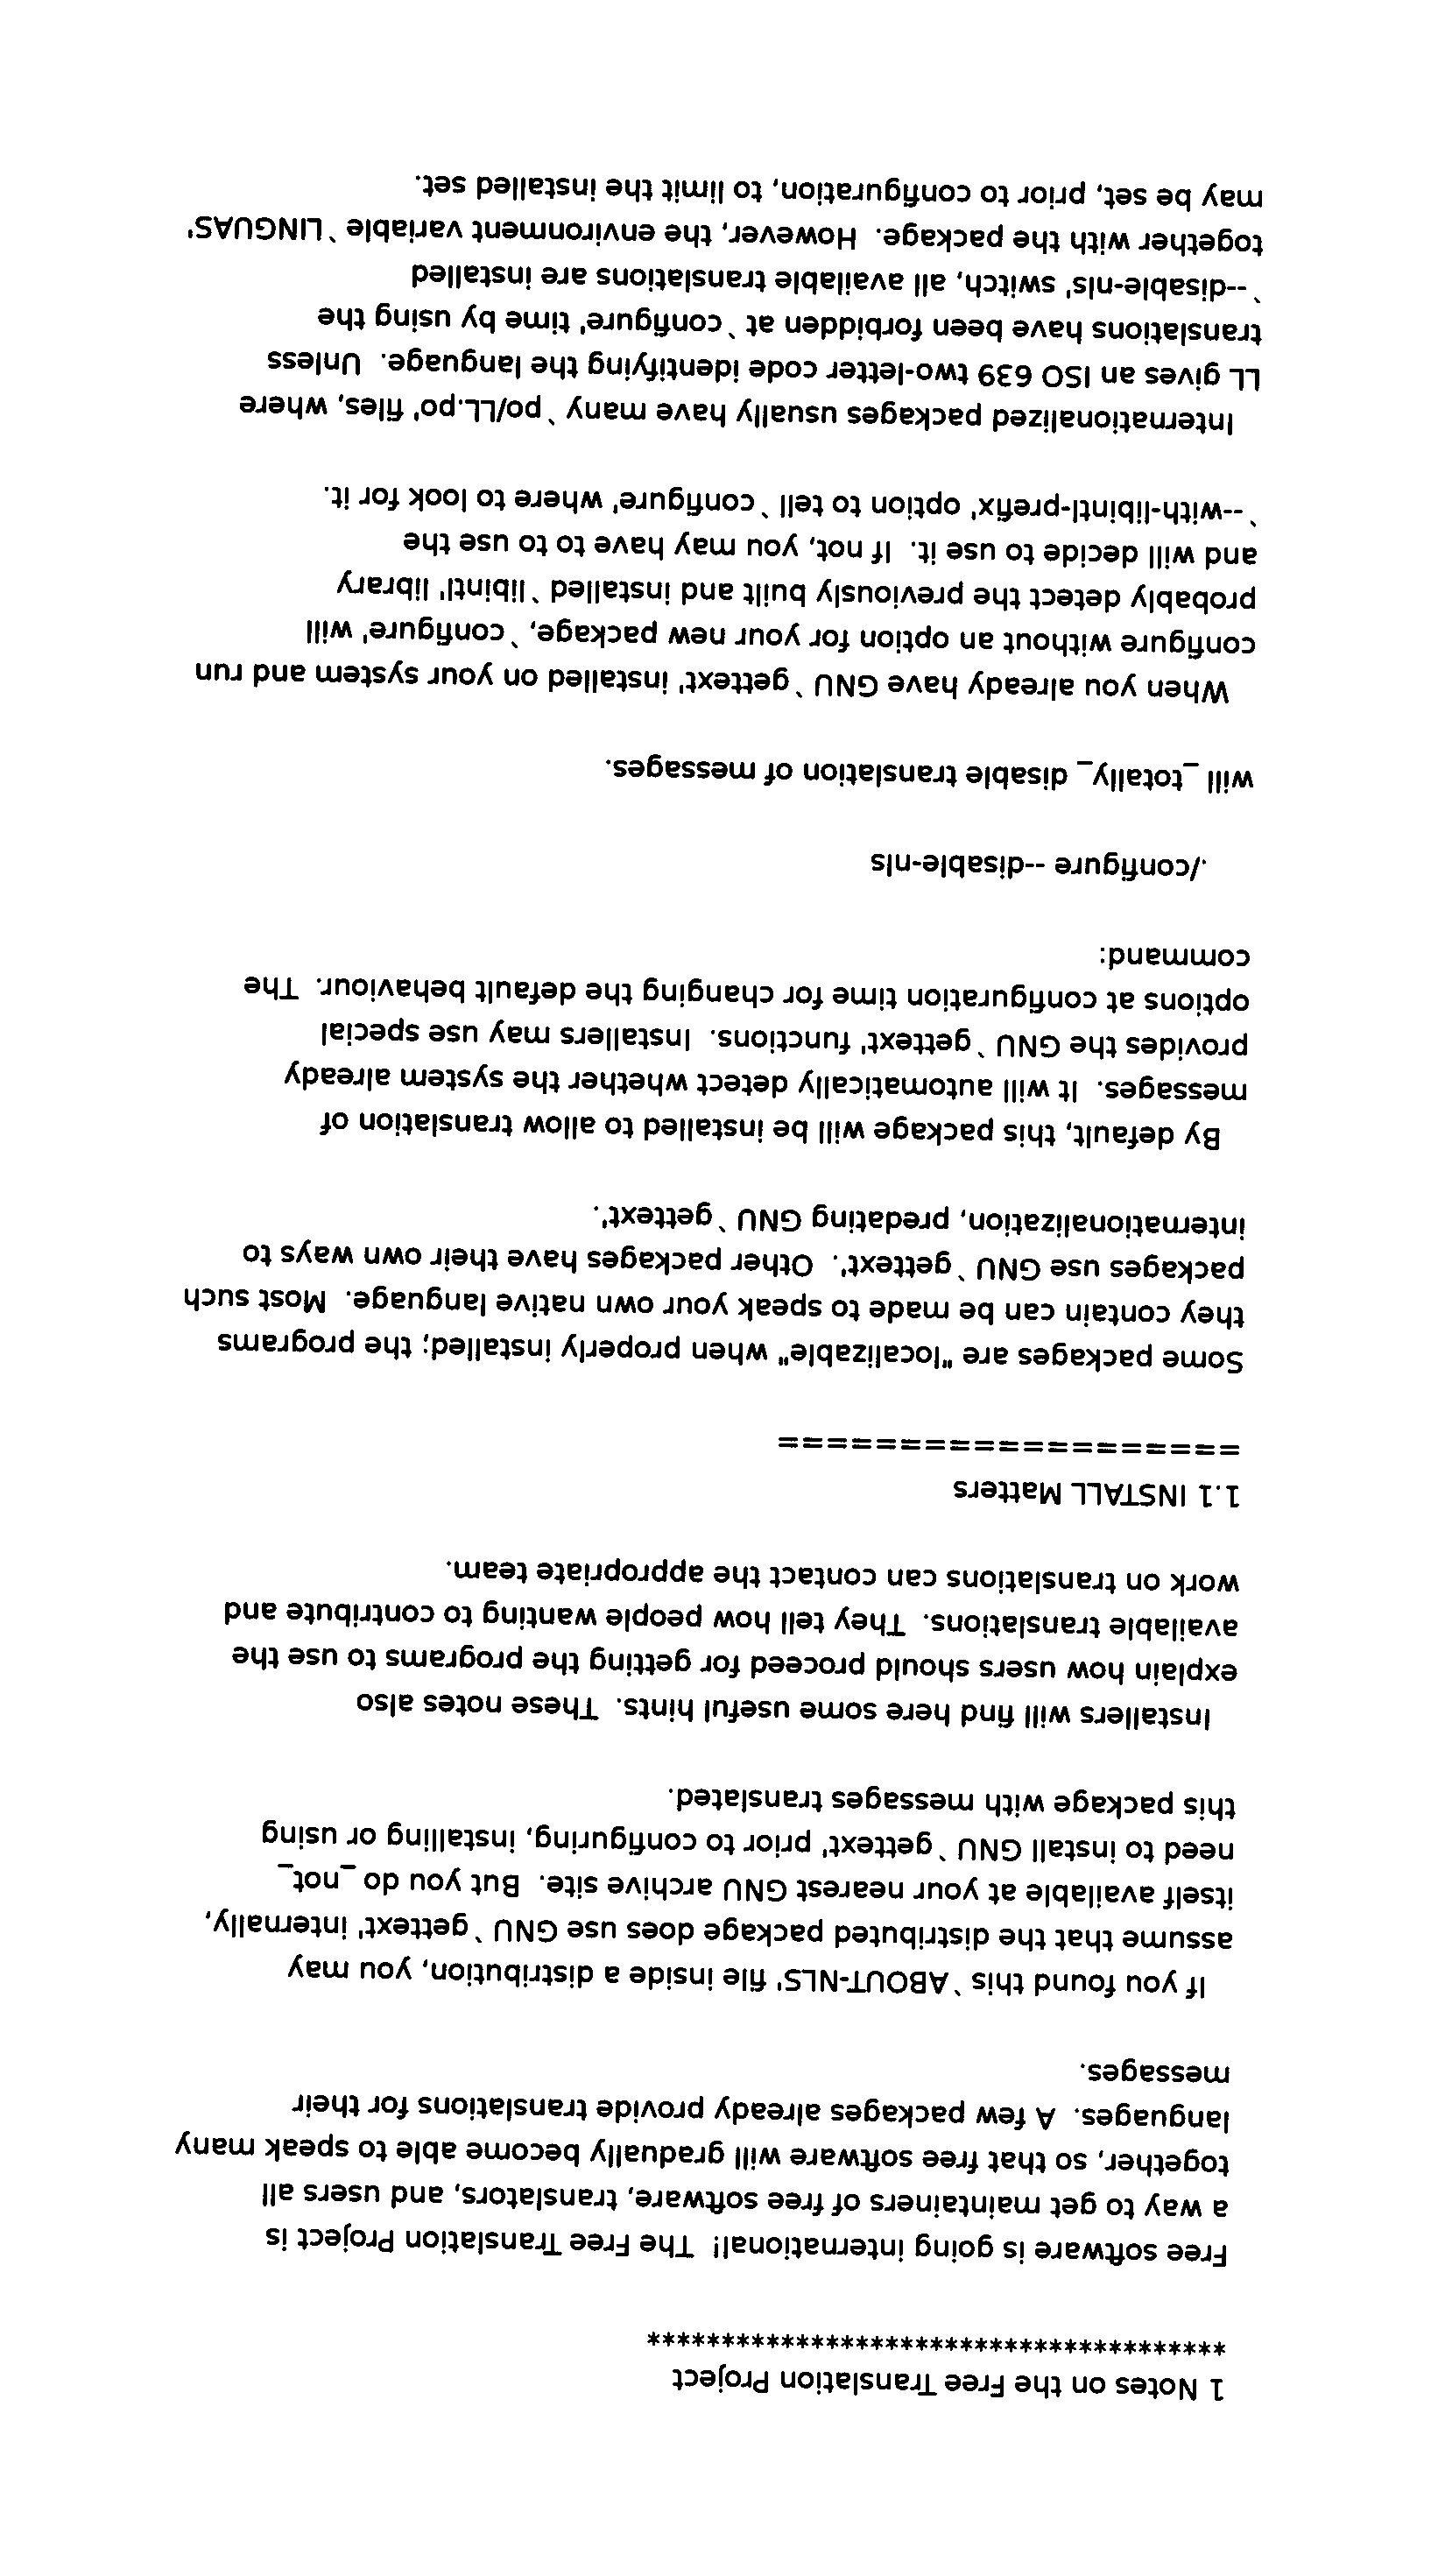 1 Notes on the Free Translation Project
***************************************
Free software is going international!  The Free Translation Project is
a way to get maintainers of free software, translators, and users all
together, so that free software will gradually become able to speak many
languages.  A few packages already provide translations for their
messages.
If you found this `ABOUT-NLS' file inside a distribution, you may
assume that the distributed package does use GNU `gettext' internally,
itself available at your nearest GNU archive site.  But you do _not_
need to install GNU `gettext' prior to configuring, installing or using
this package with messages translated.
Installers will find here some useful hints.  These notes also
explain how users should proceed for getting the programs to use the
available translations.  They tell how people wanting to contribute and
work on translations can contact the appropriate team.
1.1 INSTALL Matters
===================
Some packages are "localizable" when properly installed; the programs
they contain can be made to speak your own native language.  Most such
packages use GNU `gettext'.  Other packages have their own ways to
internationalization, predating GNU `gettext'.
By default, this package will be installed to allow translation of
messages.  It will automatically detect whether the system already
provides the GNU `gettext' functions.  Installers may use special
options at configuration time for changing the default behaviour.  The
command:
./configure --disable-nls
will _totally_ disable translation of messages.
When you already have GNU `gettext' installed on your system and run
configure without an option for your new package, `configure' will
probably detect the previously built and installed `libintl' library
and will decide to use it.  If not, you may have to to use the
`--with-libintl-prefix' option to tell `configure' where to look for it.
Internationalized packages usually have many `po/LL.po' files, where
LL gives an ISO 639 two-letter code identifying the language.  Unless
translations have been forbidden at `configure' time by using the
`--disable-nls' switch, all available translations are installed
together with the package.  However, the environment variable `LINGUAS'
may be set, prior to configuration, to limit the installed set.